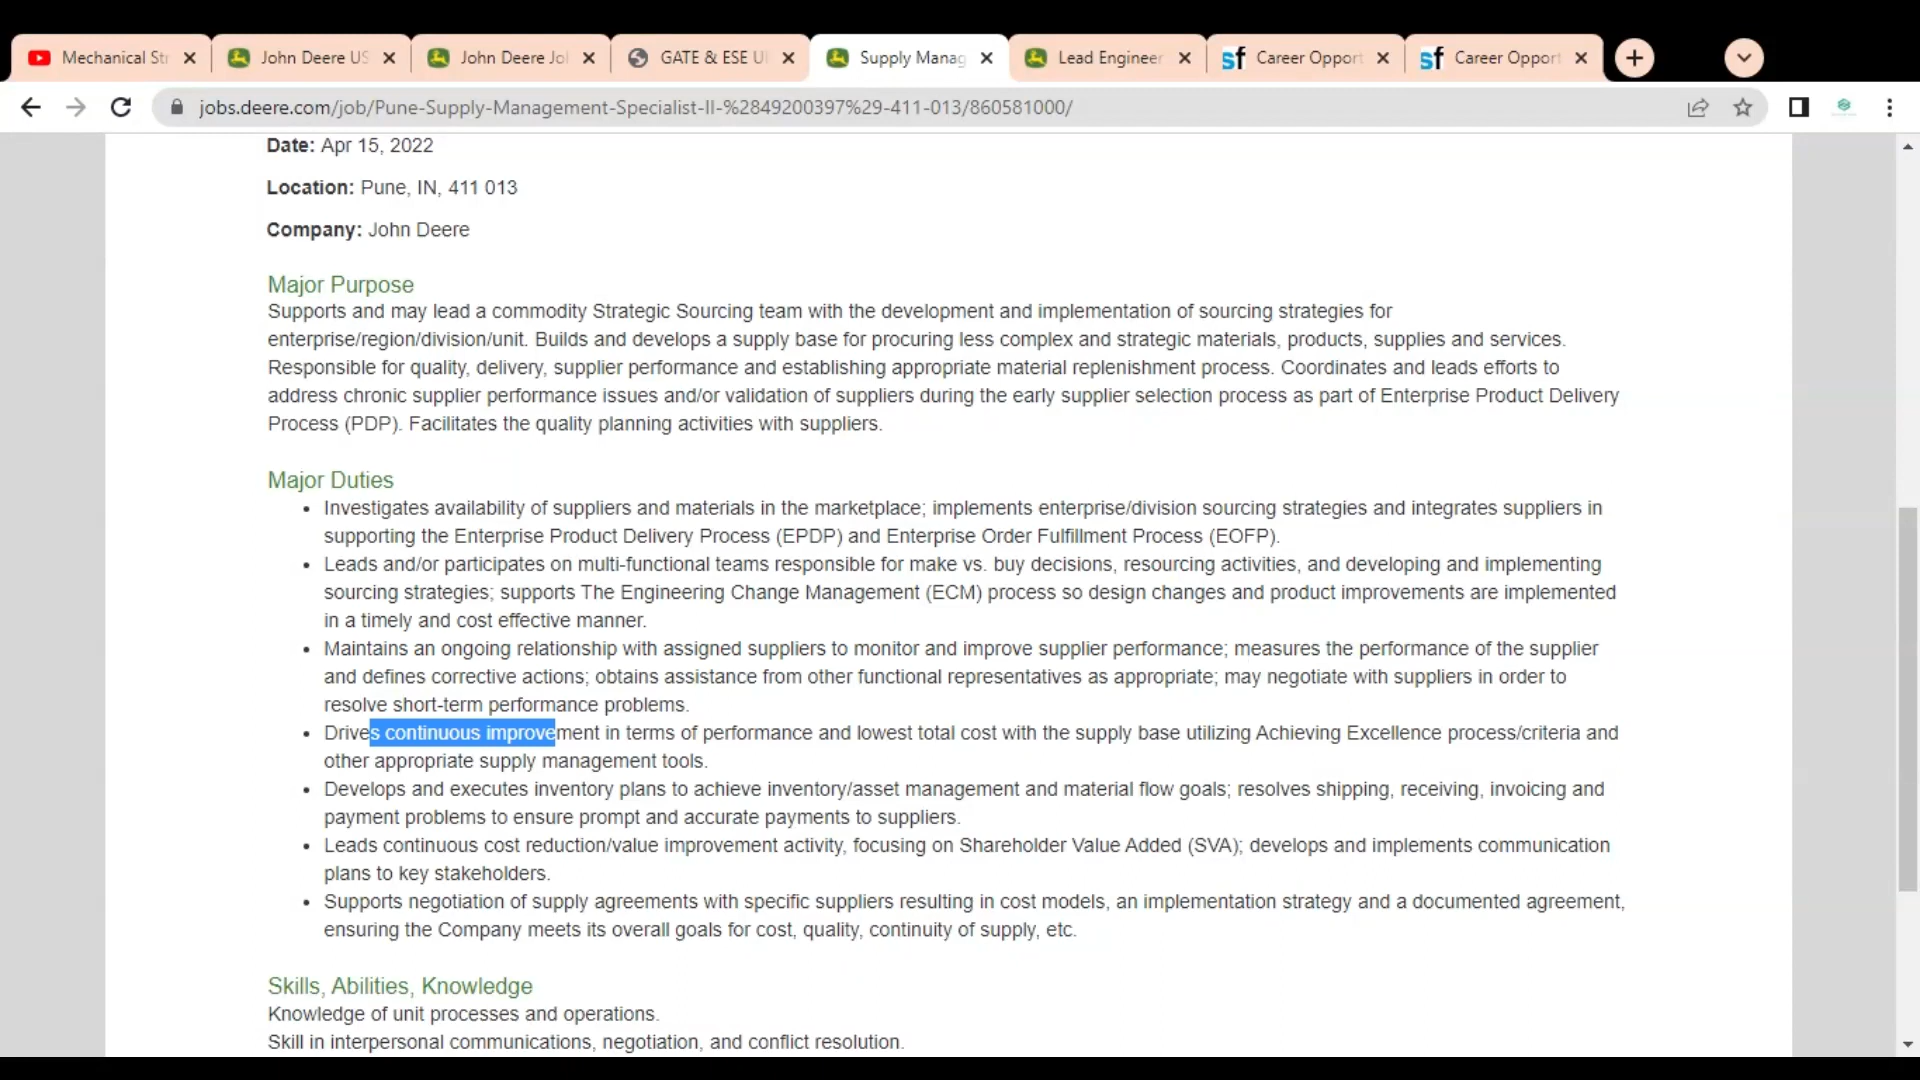 Mechanical Str
John Deere US
John Deere Jo
GATE & ESE U
Supply Manag
Lead Engineer
sf Career Opport
sf Career Opport
jobs.deere.com/job/Pune-Supply-Management-Specialist-II-%2849200397%29-411-013/860581000/
Date: Apr 15, 2022
Location: Pune, IN, 411 013
Company: John Deere
Major Purpose
Supports and may lead a commodity Strategic Sourcing team with the development and implementation of sourcing strategies for
enterprise/region/division/unit. Builds and develops a supply base for procuring less complex and strategic materials, products, supplies and services.
Responsible for quality, delivery, supplier performance and establishing appropriate material replenishment process. Coordinates and leads efforts to
address chronic supplier performance issues and/or validation of suppliers during the early supplier selection process as part of Enterprise Product Delivery
Process (PDP). Facilitates the quality planning activities with suppliers.
Major Duties
• Investigates availability of suppliers and materials in the marketplace; implements enterprise/division sourcing strategies and integrates suppliers in
supporting the Enterprise Product Delivery Process (EPDP) and Enterprise Order Fulfillment Process (EOFP).
• Leads and/or participates on multi-functional teams responsible for make vs. buy decisions, resourcing activities, and developing and implementing
sourcing strategies; supports The Engineering Change Management (ECM) process so design changes and product improvements are implemented
in a timely and cost effective manner.
• Maintains an ongoing relationship with assigned suppliers to monitor and improve supplier performance; measures the performance of the supplier
and defines corrective actions; obtains assistance from other functional representatives as appropriate; may negotiate with suppliers in order to
resolve short-term performance problems.
• Drives continuous improvement in terms of performance and lowest total cost with the supply base utilizing Achieving Excellence process/criteria and
other appropriate supply management tools.
• Develops and executes inventory plans to achieve inventory/asset management and material flow goals; resolves shipping, receiving, invoicing and
payment problems to ensure prompt and accurate payments to suppliers.
• Leads continuous cost reduction/value improvement activity, focusing on Shareholder Value Added (SVA); develops and implements communication
plans to key stakeholders.
• Supports negotiation of supply agreements with specific suppliers resulting in cost models, an implementation strategy and a documented agreement,
ensuring the Company meets its overall goals for cost, quality, continuity of supply, etc.
Skills, Abilities, Knowledge
Knowledge of unit processes and operations.
Skill in interpersonal communications, negotiation, and conflict resolution.